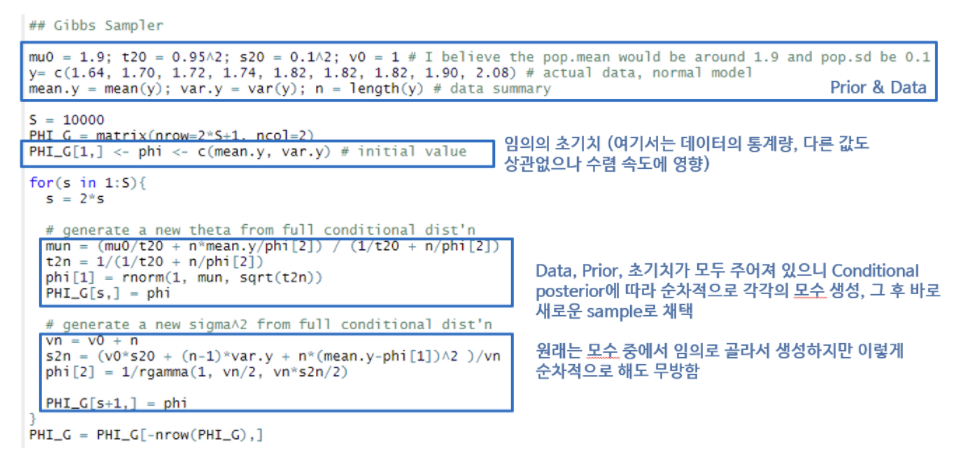 ## Gibbs Sampler
mu0 = 1.9; t20 = 0.95^2; s20 = 0.1^2; v0 = 1 # I believe the pop.mean would be around 1.9 and pop.sd be 0.1
y= c(1.64, 1.70, 1.72, 1.74, 1.82, 1.82, 1.82, 1.90, 2.08) # actual data, normal model
mean.y = mean(y); var.y = var(y); n = length(y) # data summary
Prior & Data
S = 10000
PHI_G = matrix(nrow=2*S+1, ncol=2)
PHI_G[1,] <- phi <- c(mean.y, var.y) # initial value
임의의 초기치 (여기서는 데이터의 통계량, 다른 값도
상관없으나 수렴 속도에 영향)
for(s in 1:S){
s = 2*s
# generate a new theta from full conditional dist'n
mun = (mu0/t20 + n*mean.y/phi[2]) / (1/t20 + n/phi[2])
t2n = 1/(1/t20 + n/phi[2])
phi[1] = rnorm(1, mun, sqrt(t2n))
PHI_G[s,] = phi
Data, Prior, 초기치가 모두 주어져 있으니 Conditional
posterior에 따라 순차적으로 각각의 모수 생성, 그 후 바로
새로운 sample로 채택
# generate a new sigma^2 from full conditional dist'n
vn = v0 + n
s2n = (v0*s20 + (n-1)*var.y + n*(mean.y-phi[1])^2 )/vn
phi[2] = 1/rgamma(1, vn/2, vn*s2n/2)
PHI_G[s+1,] = phi
원래는 모수 중에서 임의로 골라서 생성하지만 이렇게
순차적으로 해도 무방함
}
PHI_G = PHI_G[-nrow(PHI_G),]